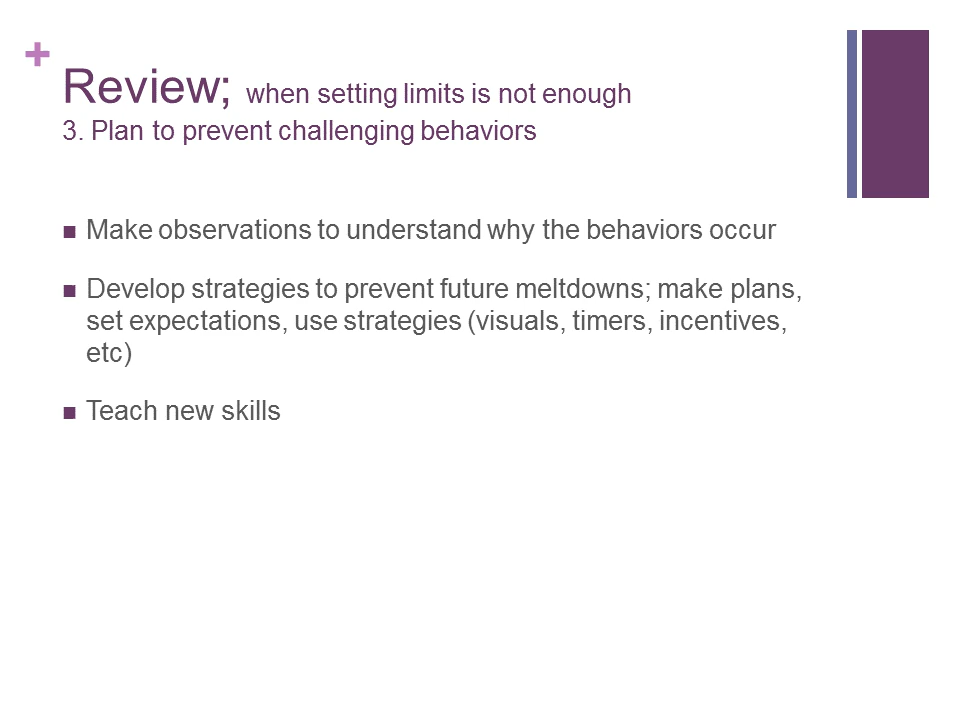 +
Review; when setting limits is not enough
3. Plan to prevent challenging behaviors
Make observations to understand why the behaviors occur
Develop strategies to prevent future meltdowns; make plans,
set expectations, use strategies (visuals, timers, incentives,
etc)
Teach new skills